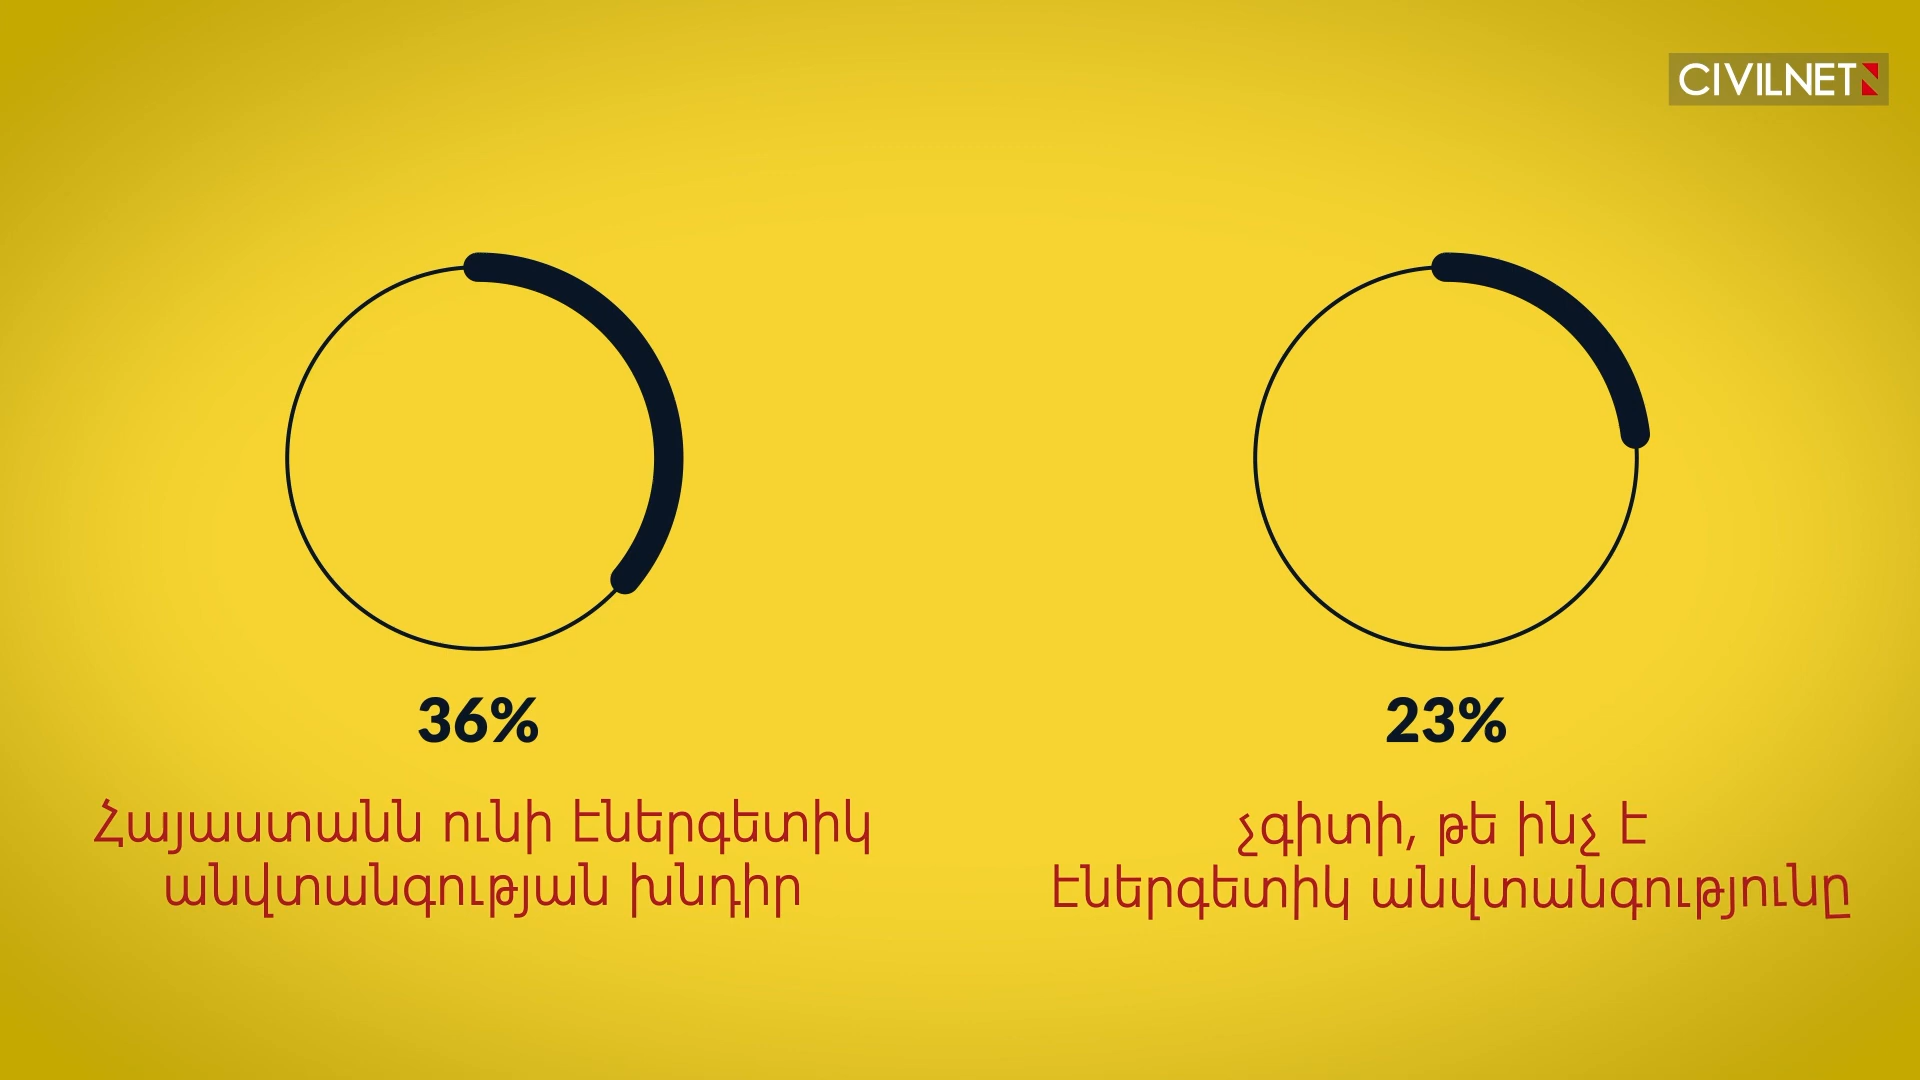 CIVILNET
36%
Հայաստանն ունի էներգետիկ
անվտանգության խնդիր
23%
չգիտի, թե ինչ է
էներգետիկ անվտանգությունը